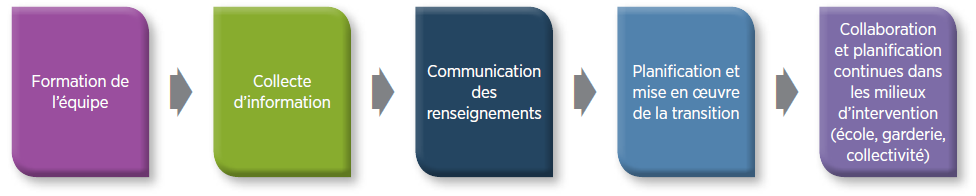 Formation de
l’équipe
Collecte
d’information
Communication
des
renseignements
Planification et
mise en œuvre
de la transition
Collaboration
et planification
continues dans
les milieux
d’intervention
(école, garderie,
collectivité)